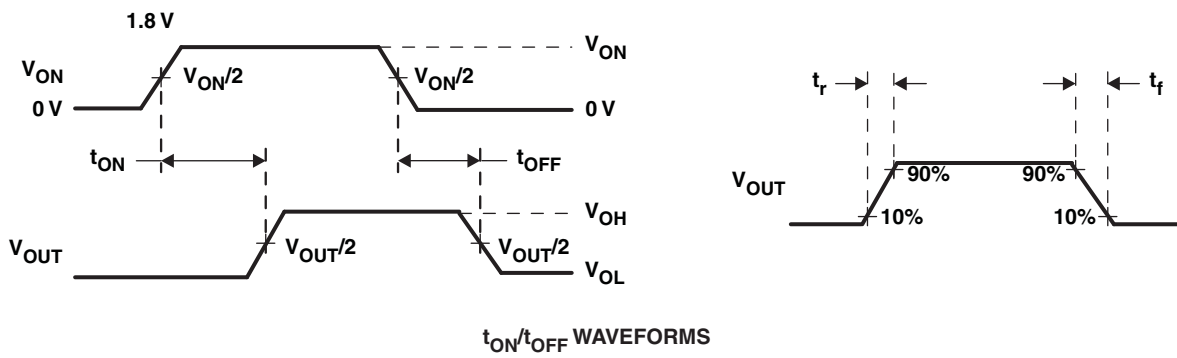 1.8 V
V_ON
V_ON
V_ON/2
V_ON/2
0 V
0 V
t_ON
t_OFF
V_OH
V_OUT
V_OUT/2
V_OUT/2
V_OL
t_r
t_f
V_OUT
90%
90%
10%
10%
t_ON/t_OFF WAVEFORMS